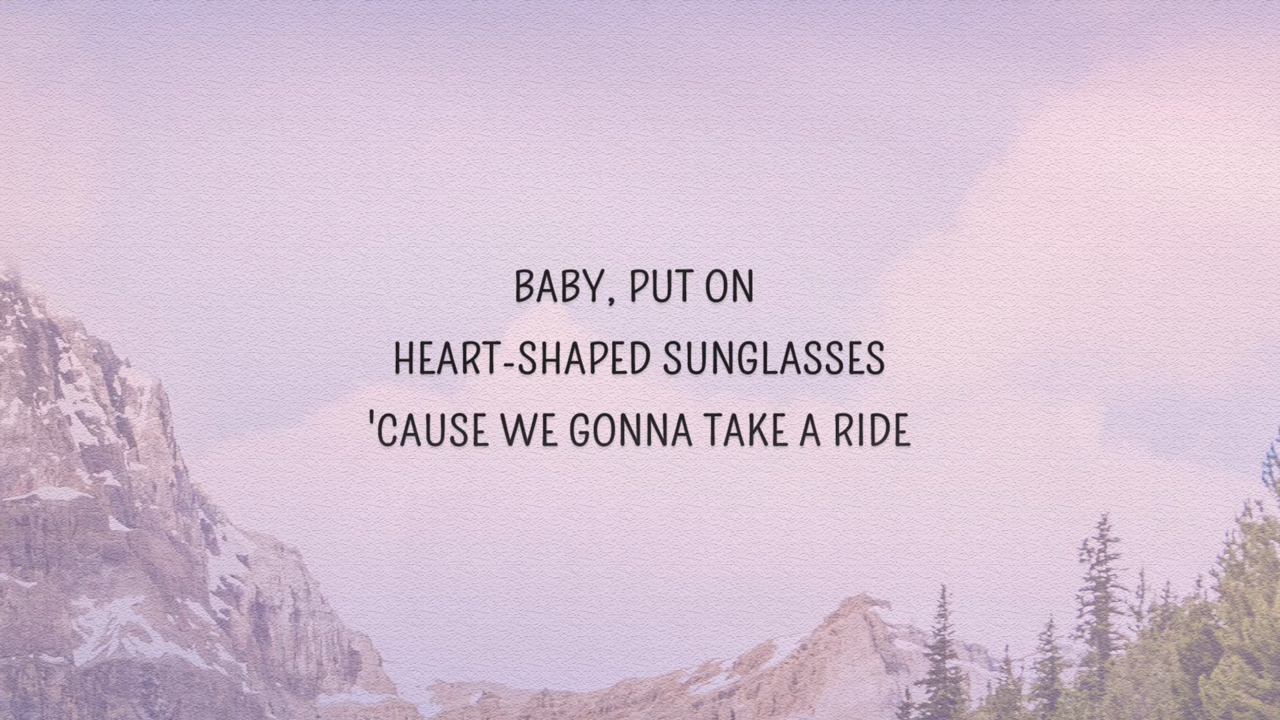 BABY, PUT ON
HEART-SHAPED SUNGLASSES
'CAUSE WE GONNA TAKE A RIDE